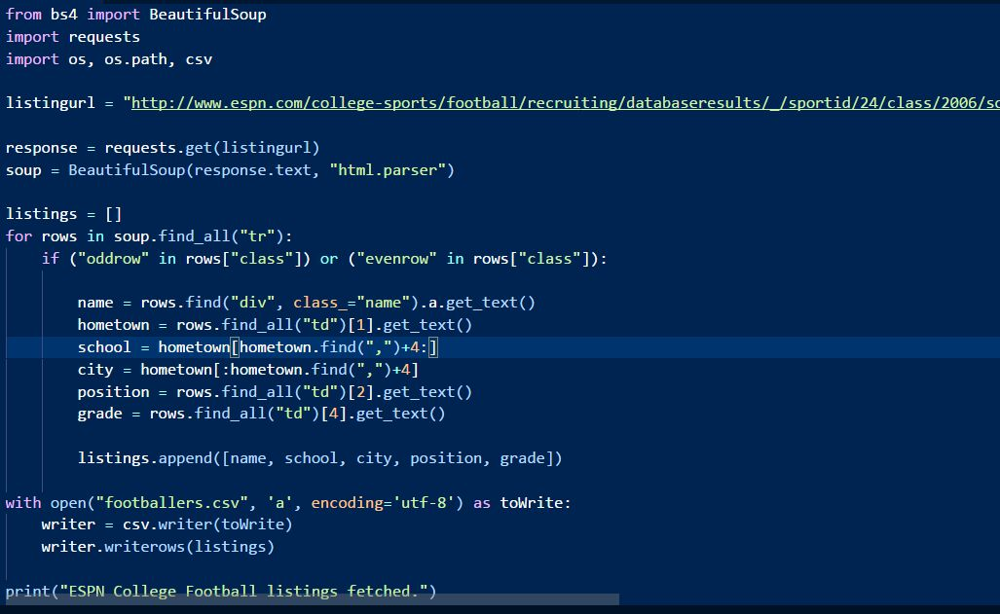 from bs4 import BeautifulSoup
import requests
import os, os.path, csv
listingurl = "http://www.espn.com/college-sports/football/recruiting/databaseresults/_/sportid/24/class/2006/sc
response = requests.get(listingurl)
soup = BeautifulSoup(response.text, "html.parser")
listings = []
for rows in soup.find_all("tr"):
    if ("oddrow" in rows["class"]) or ("evenrow" in rows["class"]):
        name = rows.find("div", class_="name").a.get_text()
        hometown = rows.find_all("td")[1].get_text()
        school = hometown[hometown.find(",")+4:]
        city = hometown[:hometown.find(",")+4]
        position = rows.find_all("td")[2].get_text()
        grade = rows.find_all("td")[4].get_text()
        listings.append([name, school, city, position, grade])
with open("footballers.csv", 'a', encoding='utf-8') as toWrite:
    writer = csv.writer(toWrite)
    writer.writerows(listings)
print("ESPN College Football listings fetched.")